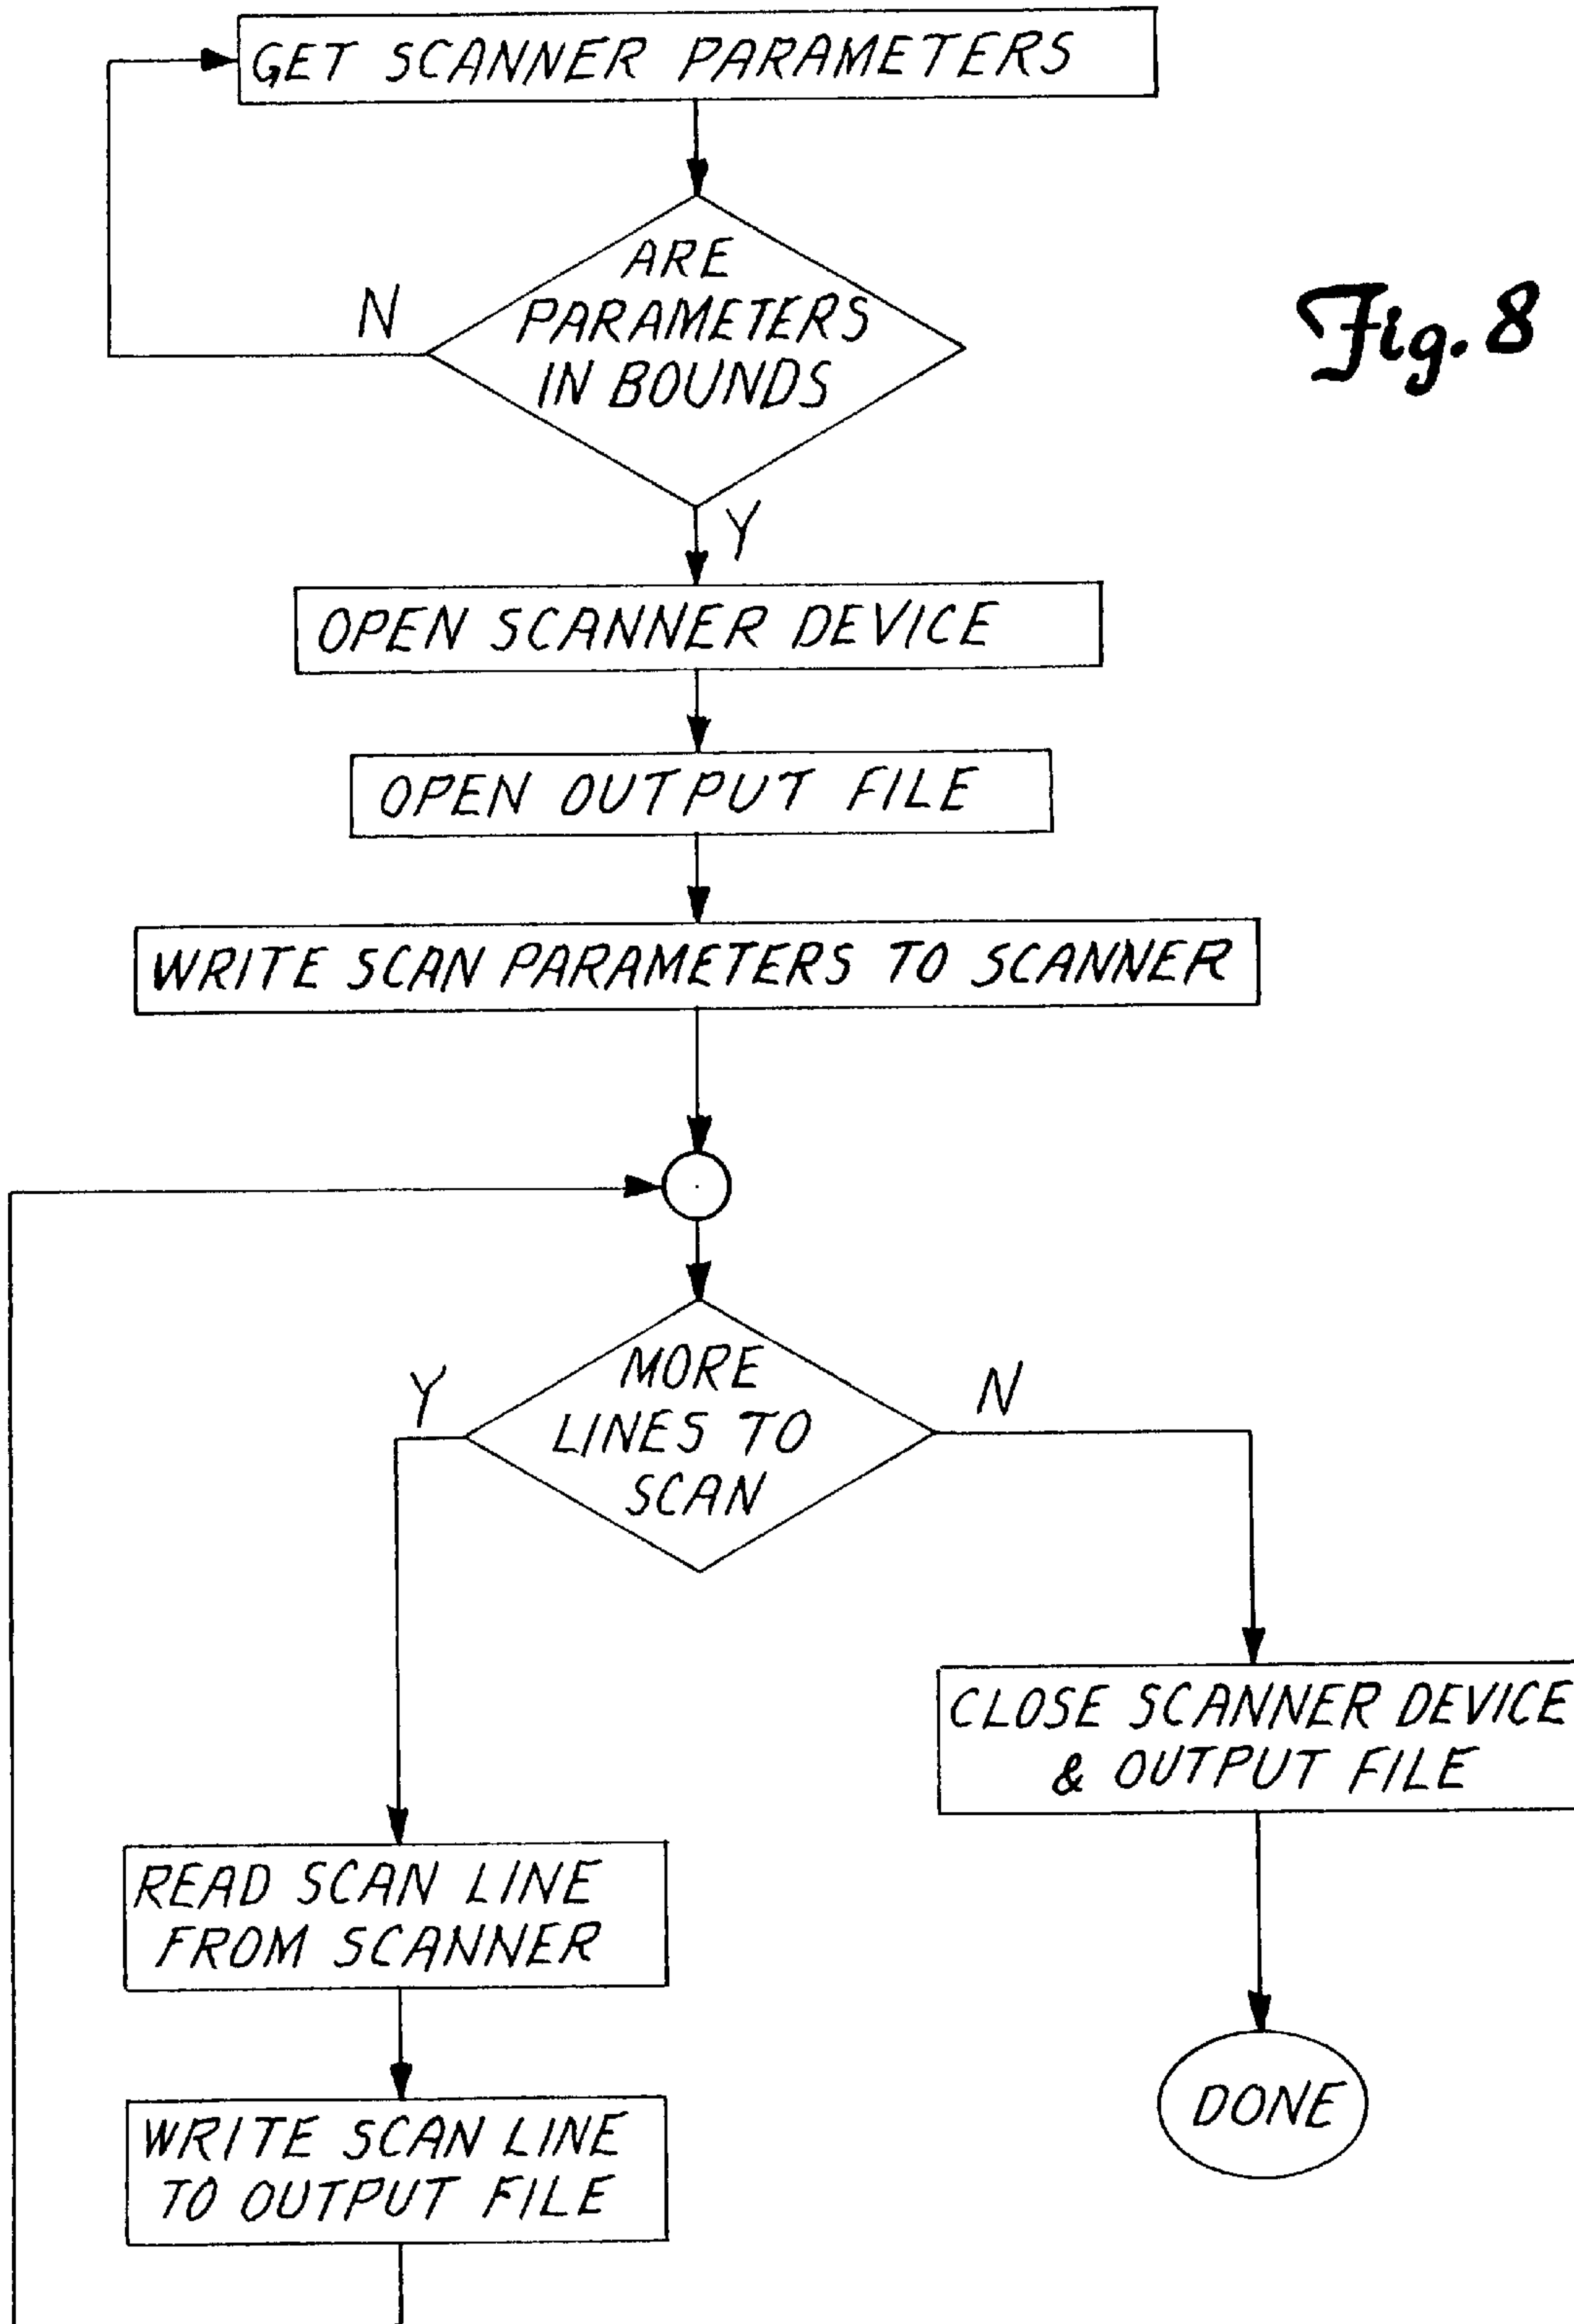 GET SCANNER PARAMETERS
ARE
PARAMETERS
IN BOUNDS
N
Fig. 8
Y
OPEN SCANNER DEVICE
OPEN OUTPUT FILE
WRITE SCAN PARAMETERS TO SCANNER
MORE
LINES TO
SCAN
Y
N
CLOSE SCANNER DEVICE
& OUTPUT FILE
READ SCAN LINE
FROM SCANNER
DONE
WRITE SCAN LINE
TO OUTPUT FILE